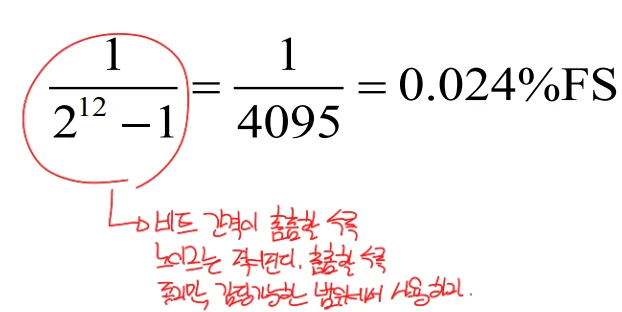 1 / (2^12 − 1) = 1 / 4095 = 0.024%FS
비트 간격이 촘촘할 수록
노이즈는 적어진다. 촘촘할 수록
좋지만, 감당가능한 범위에서 사용하자.